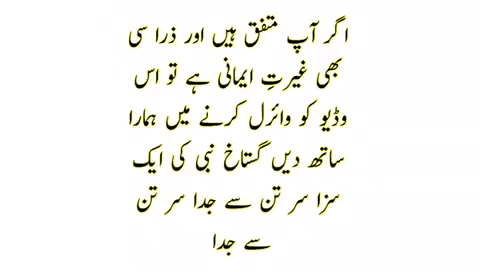 اگر آپ متفق ہیں اور ذرا سی
بھی غیرتِ ایمانی ہے تو اس
وڈیو کو وائرل کرنے میں ہمارا
ساتھ دیں گستاخ نبی کی ایک
سزا سر تن سے جدا سر تن
سے جدا